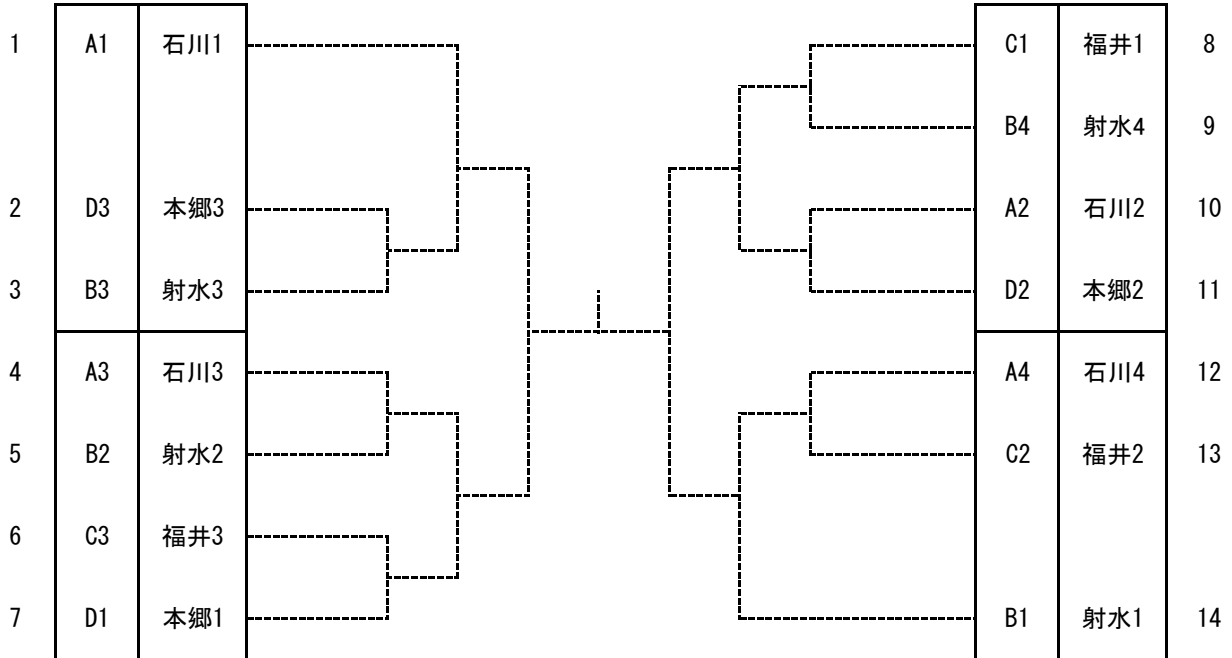 1 A1 石川1
2 D3 本郷3
3 B3 射水3
4 A3 石川3
5 B2 射水2
6 C3 福井3
7 D1 本郷1
C1 福井1 8
B4 射水4 9
A2 石川2 10
D2 本郷2 11
A4 石川4 12
C2 福井2 13
B1 射水1 14